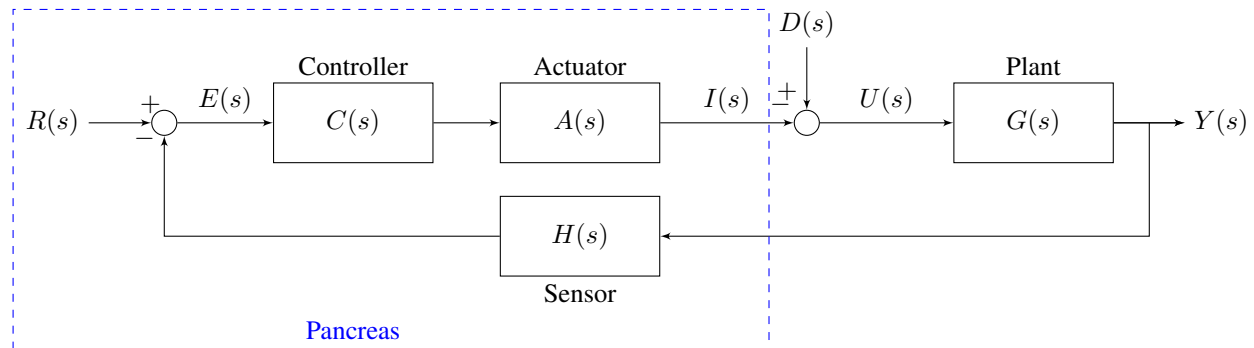 D(s)
Controller
Actuator
Plant
R(s)
+
−
E(s)
C(s)
A(s)
I(s)
+
−
U(s)
G(s)
Y(s)
H(s)
Sensor
Pancreas